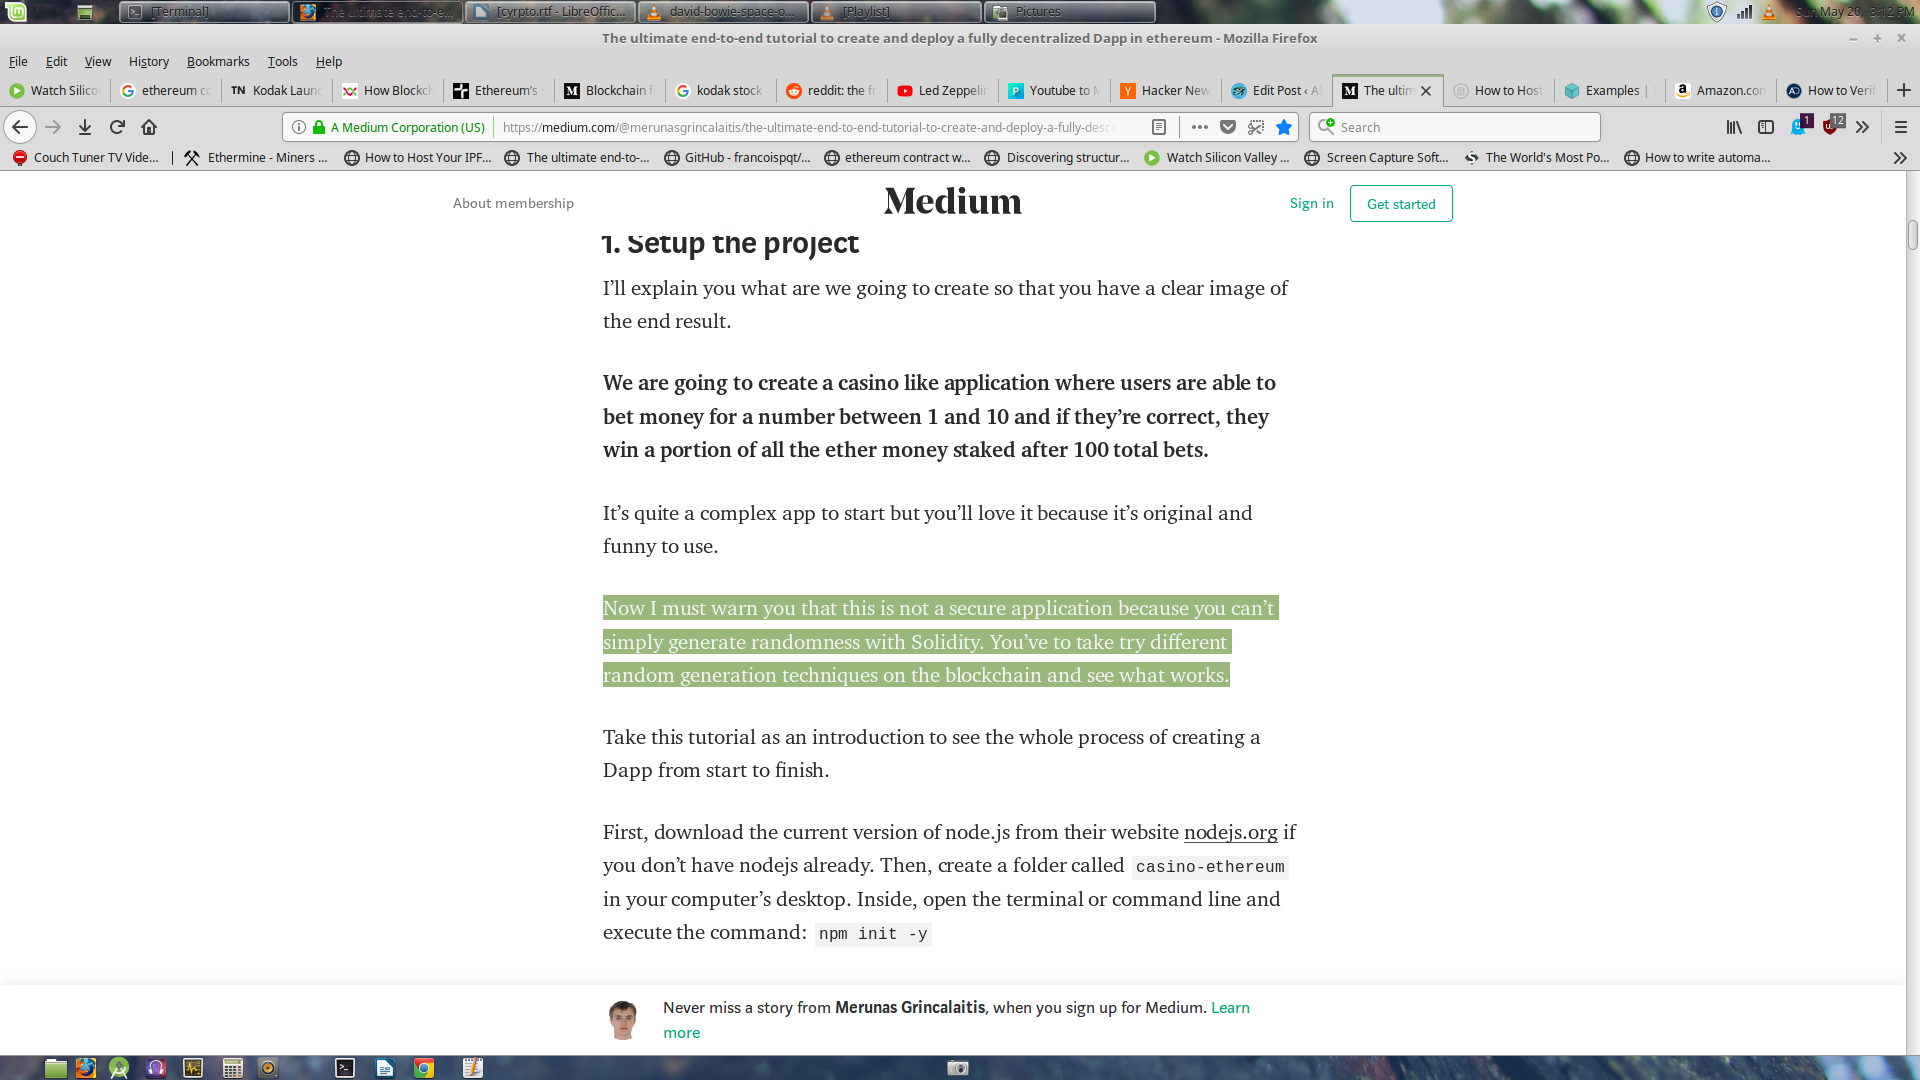 Menu
[Terminal]
The ultimate end-to-e...
[cyrpto.rtf - LibreOffic...
david-bowie-space-o...
[Playlist]
Pictures
Sun May 20, 3:12 PM
The ultimate end-to-end tutorial to create and deploy a fully decentralized Dapp in ethereum - Mozilla Firefox
File Edit View History Bookmarks Tools Help
Watch Silico
ethereum co
TN Kodak Laun
How Blockch
Ethereum's s
Blockchain f
kodak stock
reddit: the fr
Led Zeppelin
Youtube to M
Hacker New
Edit Post ‹ A
The ultim
How to Host
Examples |
Amazon.com
How to Verif
A Medium Corporation (US)
https://medium.com/@merunasgrincalaitis/the-ultimate-end-to-end-tutorial-to-create-and-deploy-a-fully-desc
Search
1
12
Couch Tuner TV Vide...
Ethermine - Miners ...
How to Host Your IPF...
The ultimate end-to-...
GitHub - francoispqt/...
ethereum contract w...
Discovering structur...
Watch Silicon Valley ...
Screen Capture Soft...
The World's Most Po...
How to write automa...
About membership
Medium
Sign in
Get started
1. Setup the project
I’ll explain you what are we going to create so that you have a clear image of
the end result.
We are going to create a casino like application where users are able to
bet money for a number between 1 and 10 and if they’re correct, they
win a portion of all the ether money staked after 100 total bets.
It’s quite a complex app to start but you’ll love it because it’s original and
funny to use.
Now I must warn you that this is not a secure application because you can’t
simply generate randomness with Solidity. You’ve to take try different
random generation techniques on the blockchain and see what works.
Take this tutorial as an introduction to see the whole process of creating a
Dapp from start to finish.
First, download the current version of node.js from their website nodejs.org if
you don’t have nodejs already. Then, create a folder called casino-ethereum
in your computer’s desktop. Inside, open the terminal or command line and
execute the command: npm init -y
Never miss a story from Merunas Grincalaitis, when you sign up for Medium. Learn
more